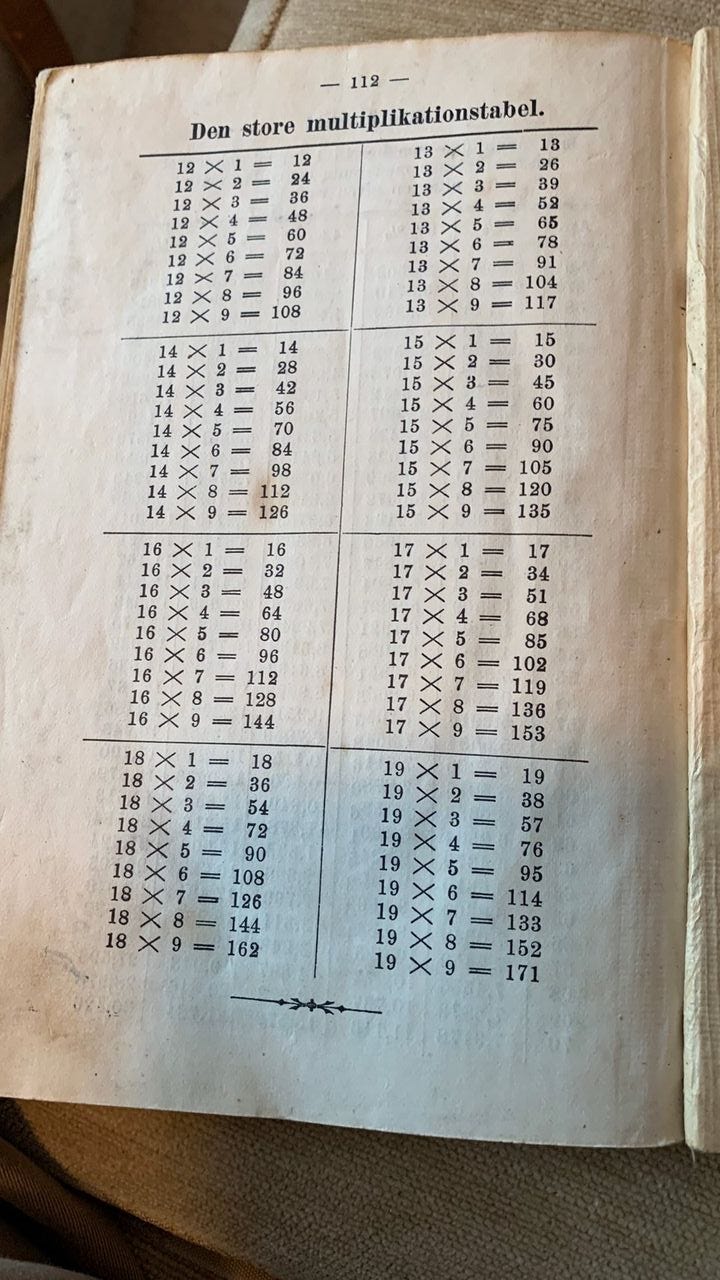 — 112 —
Den store multiplikationstabel.
12 × 1 = 12
12 × 2 = 24
12 × 3 = 36
12 × 4 = 48
12 × 5 = 60
12 × 6 = 72
12 × 7 = 84
12 × 8 = 96
12 × 9 = 108
13 × 1 = 13
13 × 2 = 26
13 × 3 = 39
13 × 4 = 52
13 × 5 = 65
13 × 6 = 78
13 × 7 = 91
13 × 8 = 104
13 × 9 = 117
14 × 1 = 14
14 × 2 = 28
14 × 3 = 42
14 × 4 = 56
14 × 5 = 70
14 × 6 = 84
14 × 7 = 98
14 × 8 = 112
14 × 9 = 126
15 × 1 = 15
15 × 2 = 30
15 × 3 = 45
15 × 4 = 60
15 × 5 = 75
15 × 6 = 90
15 × 7 = 105
15 × 8 = 120
15 × 9 = 135
16 × 1 = 16
16 × 2 = 32
16 × 3 = 48
16 × 4 = 64
16 × 5 = 80
16 × 6 = 96
16 × 7 = 112
16 × 8 = 128
16 × 9 = 144
17 × 1 = 17
17 × 2 = 34
17 × 3 = 51
17 × 4 = 68
17 × 5 = 85
17 × 6 = 102
17 × 7 = 119
17 × 8 = 136
17 × 9 = 153
18 × 1 = 18
18 × 2 = 36
18 × 3 = 54
18 × 4 = 72
18 × 5 = 90
18 × 6 = 108
18 × 7 = 126
18 × 8 = 144
18 × 9 = 162
19 × 1 = 19
19 × 2 = 38
19 × 3 = 57
19 × 4 = 76
19 × 5 = 95
19 × 6 = 114
19 × 7 = 133
19 × 8 = 152
19 × 9 = 171